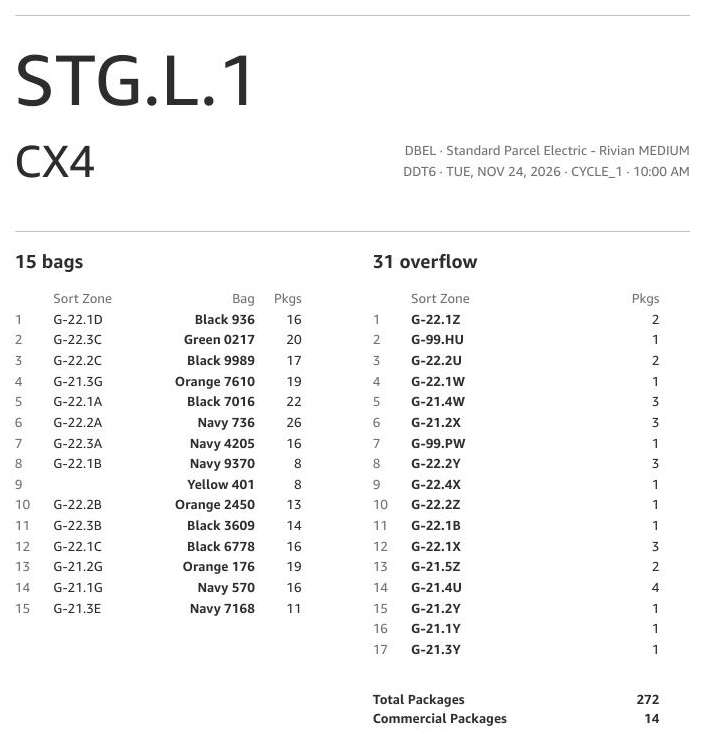 STG.L.1
CX4
DBEL · Standard Parcel Electric - Rivian MEDIUM
DDT6 · TUE, NOV 24, 2026 · CYCLE_1 · 10:00 AM
15 bags
Sort Zone Bag Pkgs
1 G-22.1D Black 936 16
2 G-22.3C Green 0217 20
3 G-22.2C Black 9989 17
4 G-21.3G Orange 7610 19
5 G-22.1A Black 7016 22
6 G-22.2A Navy 736 26
7 G-22.3A Navy 4205 16
8 G-22.1B Navy 9370 8
9 Yellow 401 8
10 G-22.2B Orange 2450 13
11 G-22.3B Black 3609 14
12 G-22.1C Black 6778 16
13 G-21.2G Orange 176 19
14 G-21.1G Navy 570 16
15 G-21.3E Navy 7168 11
31 overflow
Sort Zone Pkgs
1 G-22.1Z 2
2 G-99.HU 1
3 G-22.2U 2
4 G-22.1W 1
5 G-21.4W 3
6 G-21.2X 3
7 G-99.PW 1
8 G-22.2Y 3
9 G-22.4X 1
10 G-22.2Z 1
11 G-22.1B 1
12 G-22.1X 3
13 G-21.5Z 2
14 G-21.4U 4
15 G-21.2Y 1
16 G-21.1Y 1
17 G-21.3Y 1
Total Packages 272
Commercial Packages 14